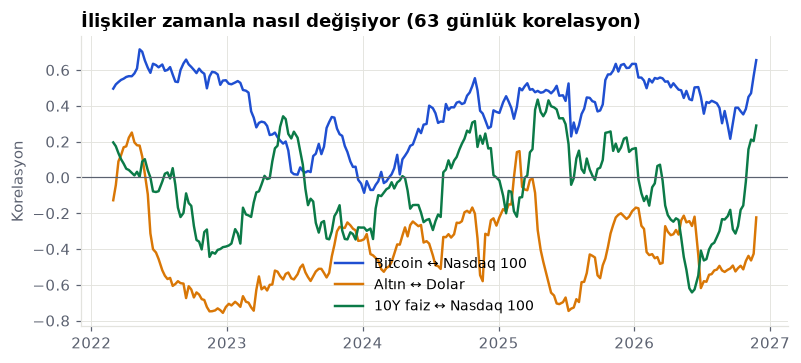 İlişkiler zamanla nasıl değişiyor (63 günlük korelasyon)
Korelasyon
0.6
0.4
0.2
0.0
−0.2
−0.4
−0.6
−0.8
Bitcoin ↔ Nasdaq 100
Altın ↔ Dolar
10Y faiz ↔ Nasdaq 100
2022 2023 2024 2025 2026 2027